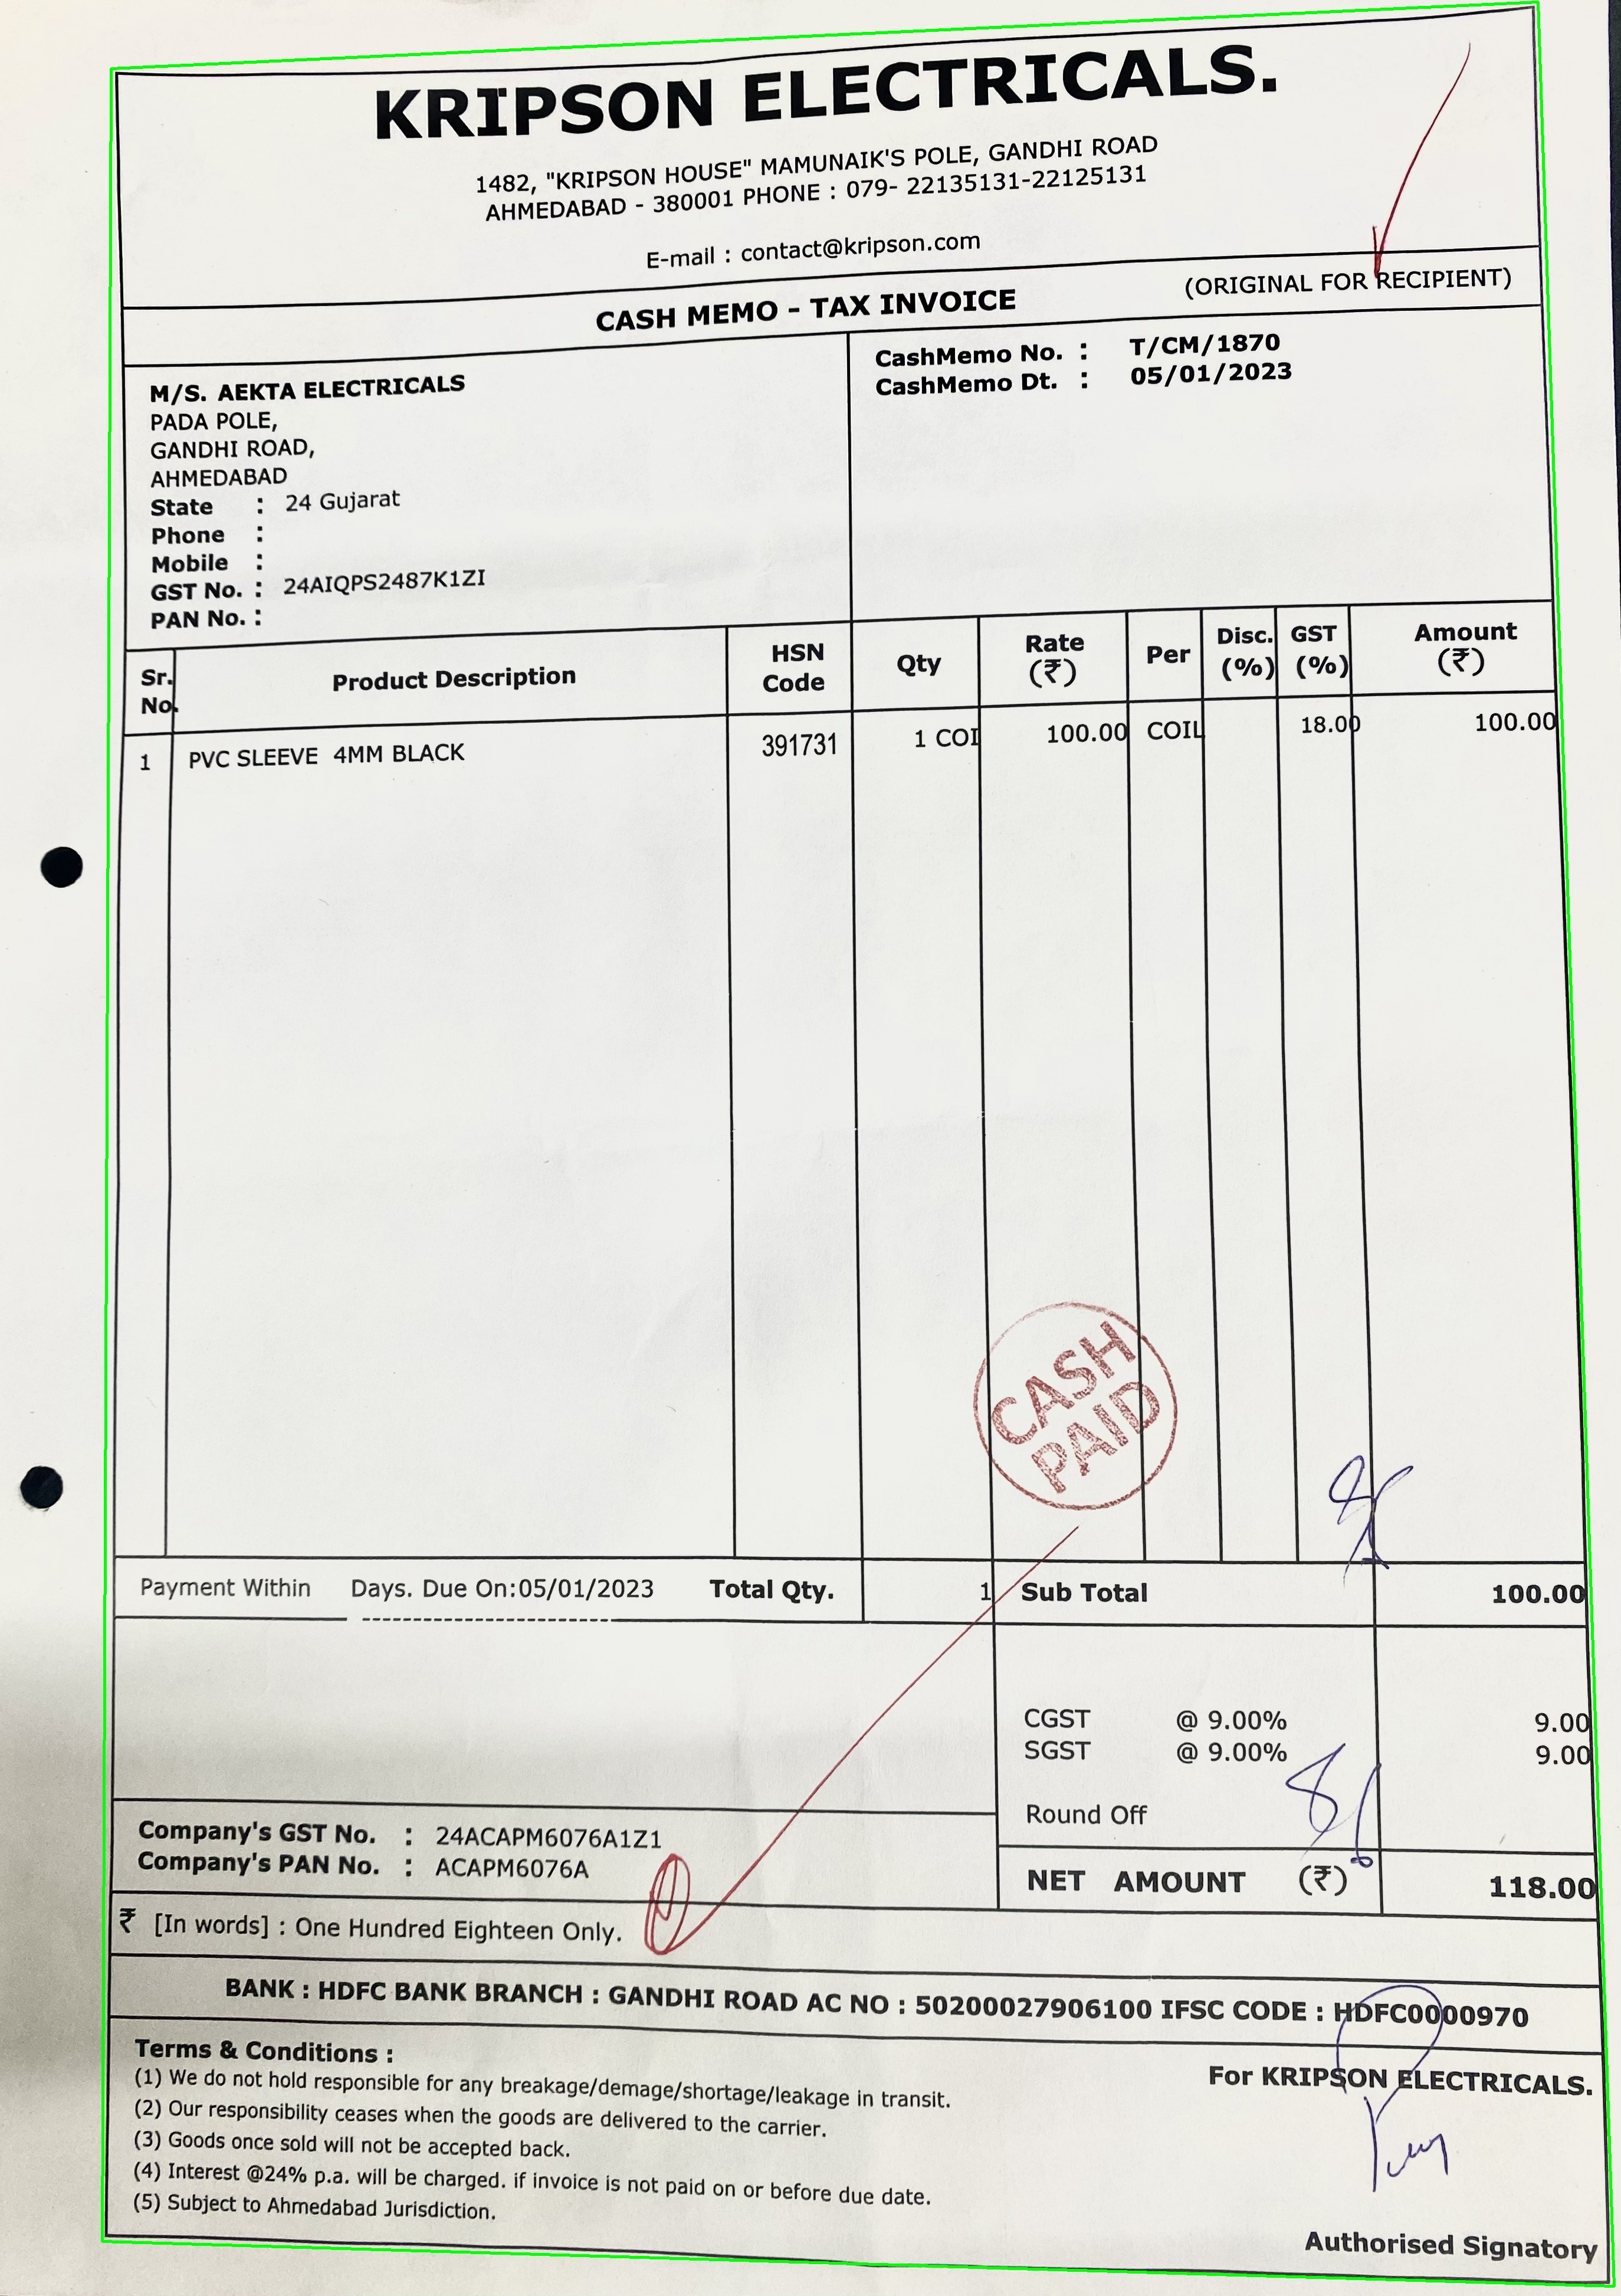 KRIPSON ELECTRICALS.
1482, "KRIPSON HOUSE" MAMUNAIK'S POLE, GANDHI ROAD
AHMEDABAD - 380001 PHONE : 079- 22135131-22125131
E-mail : contact@kripson.com
(ORIGINAL FOR RECIPIENT)
CASH MEMO - TAX INVOICE
M/S. AEKTA ELECTRICALS
PADA POLE,
GANDHI ROAD,
AHMEDABAD
State : 24 Gujarat
Phone :
Mobile :
GST No. : 24AIQPS2487K1ZI
PAN No. :
CashMemo No. : T/CM/1870
CashMemo Dt. : 05/01/2023
Sr. No. Product Description HSN Code Qty Rate (₹) Per Disc. (%) GST (%) Amount (₹)
1 PVC SLEEVE 4MM BLACK 391731 1 COI 100.00 COIL 18.00 100.00
CASH
PAID
Payment Within Days. Due On:05/01/2023 Total Qty. 1 Sub Total 100.00
CGST @ 9.00% 9.00
SGST @ 9.00% 9.00
Round Off
NET AMOUNT (₹) 118.00
Company's GST No. : 24ACAPM6076A1Z1
Company's PAN No. : ACAPM6076A
₹ [In words] : One Hundred Eighteen Only.
BANK : HDFC BANK BRANCH : GANDHI ROAD AC NO : 50200027906100 IFSC CODE : HDFC0000970
Terms & Conditions :
(1) We do not hold responsible for any breakage/demage/shortage/leakage in transit.
(2) Our responsibility ceases when the goods are delivered to the carrier.
(3) Goods once sold will not be accepted back.
(4) Interest @24% p.a. will be charged. if invoice is not paid on or before due date.
(5) Subject to Ahmedabad Jurisdiction.
For KRIPSON ELECTRICALS.
Authorised Signatory